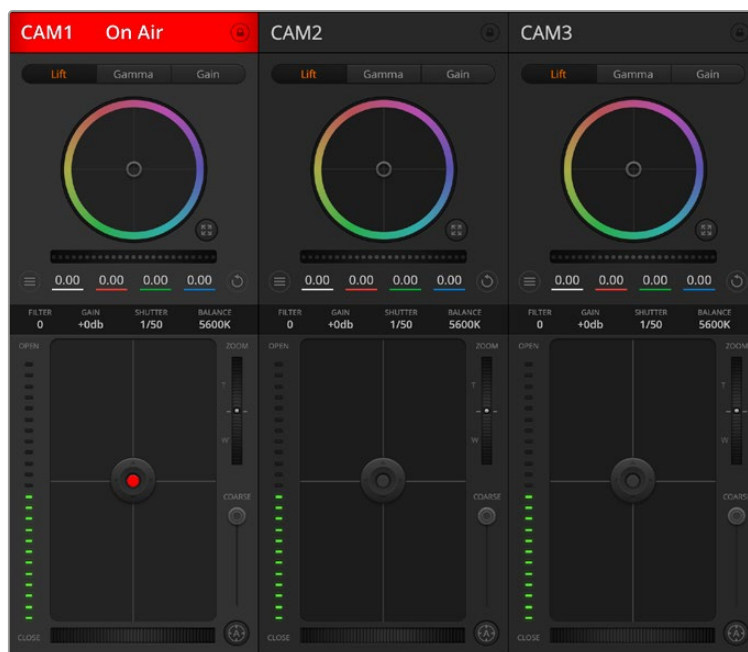 CAM1 On Air CAM2 CAM3
Lift Gamma Gain Lift Gamma Gain Lift Gamma Gain
0.00 0.00 0.00 0.00 0.00 0.00 0.00 0.00 0.00 0.00 0.00 0.00
FILTER GAIN SHUTTER BALANCE FILTER GAIN SHUTTER BALANCE FILTER GAIN SHUTTER BALANCE
0 +0db 1/50 5600K 0 +0db 1/50 5600K 0 +0db 1/50 5600K
OPEN ZOOM OPEN ZOOM OPEN ZOOM
T T T
W W W
COARSE COARSE COARSE
CLOSE A CLOSE A CLOSE A